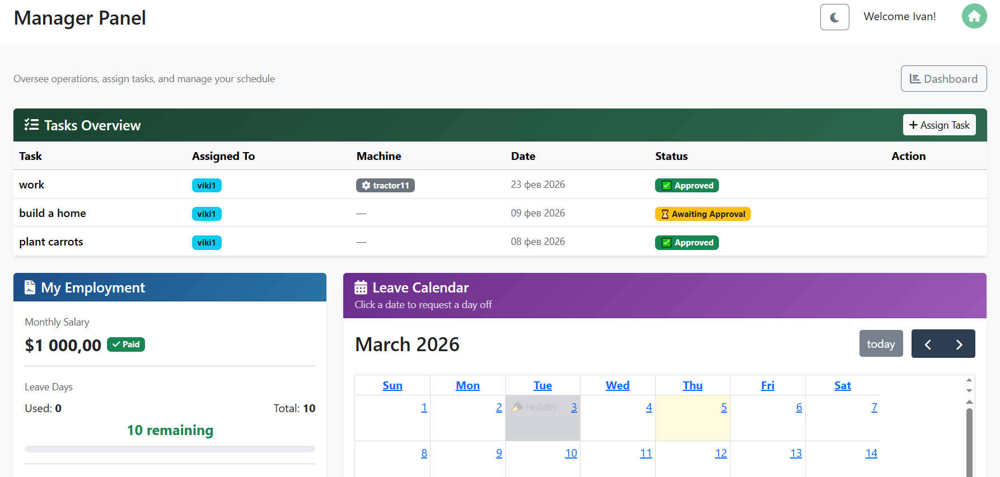 Manager Panel
Welcome Ivan!
Oversee operations, assign tasks, and manage your schedule
Dashboard
Tasks Overview
+ Assign Task
Task Assigned To Machine Date Status Action
work viki1 tractor11 23 фев 2026 ✅ Approved
build a home viki1 — 09 фев 2026 ⏳ Awaiting Approval
plant carrots viki1 — 08 фев 2026 ✅ Approved
My Employment
Monthly Salary
$1 000,00 ✓ Paid
Leave Days
Used: 0 Total: 10
10 remaining
Leave Calendar
Click a date to request a day off
March 2026
today < >
Sun Mon Tue Wed Thu Fri Sat
1 2 🎉 Holiday 3 4 5 6 7
8 9 10 11 12 13 14